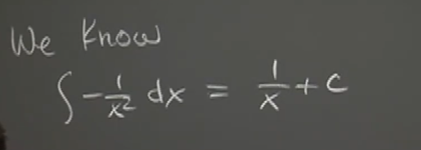 We Know
∫ -1/x² dx = 1/x + c